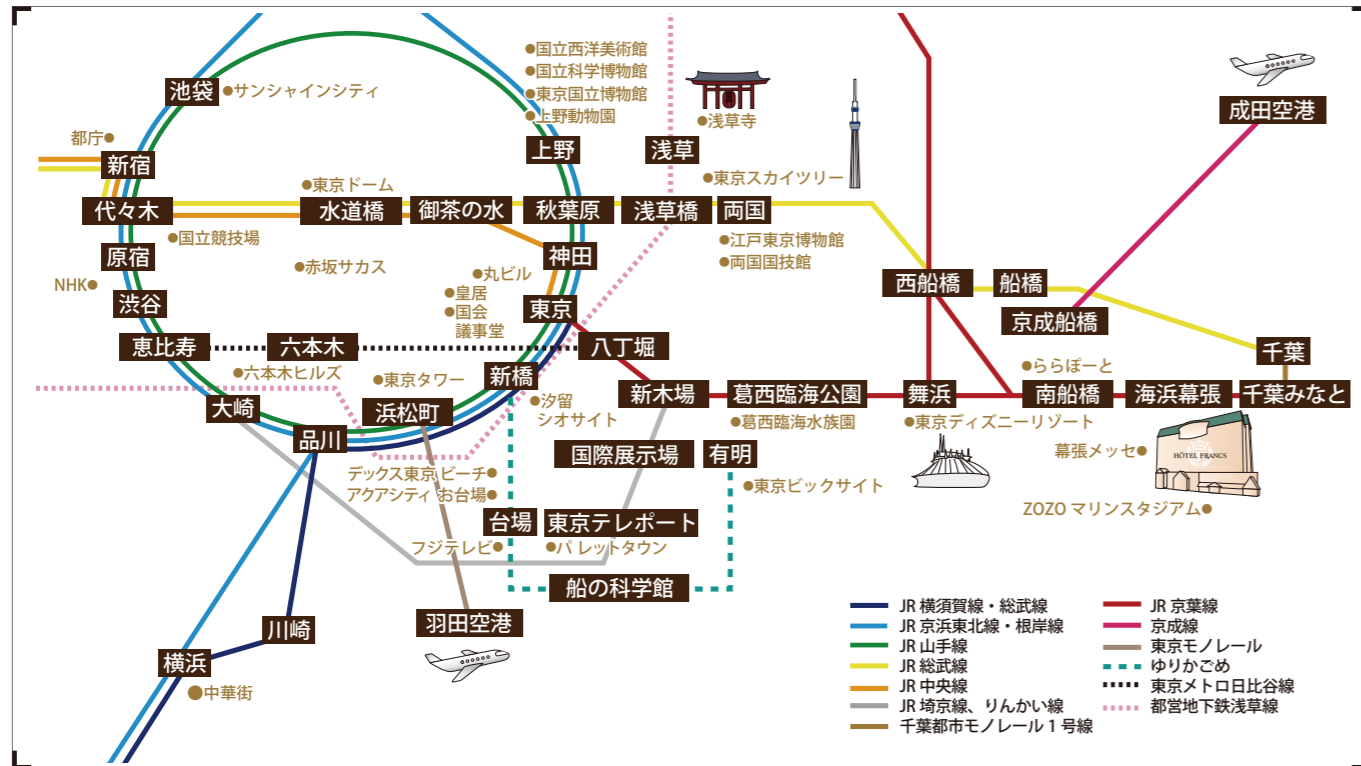 ●国立西洋美術館
●国立科学博物館
●東京国立博物館
●上野動物園
池袋
●サンシャインシティ
●浅草寺
成田空港
都庁●
新宿
上野
浅草
●東京スカイツリー
●東京ドーム
代々木
水道橋
御茶の水
秋葉原
浅草橋
両国
●国立競技場
●江戸東京博物館
●両国国技館
原宿
●赤坂サカス
神田
●丸ビル
NHK●
●皇居
●国会
議事堂
西船橋
船橋
渋谷
東京
京成船橋
恵比寿
六本木
八丁堀
千葉
●六本木ヒルズ
●東京タワー
新橋
●ららぽーと
大崎
浜松町
●汐留
シオサイト
新木場
葛西臨海公園
舞浜
南船橋
海浜幕張
千葉みなと
●葛西臨海水族園
●東京ディズニーリゾート
品川
国際展示場
有明
幕張メッセ●
HÔTEL FRANCS
デックス東京 ビーチ●
アクアシティ お台場●
●東京ビックサイト
ZOZO マリンスタジアム●
台場
東京テレポート
フジテレビ●
●パレットタウン
船の科学館
羽田空港
川崎
横浜
●中華街
JR 横須賀線・総武線
JR 京浜東北線・根岸線
JR 山手線
JR 総武線
JR 中央線
JR 埼京線、りんかい線
千葉都市モノレール 1 号線
JR 京葉線
京成線
東京モノレール
ゆりかごめ
東京メトロ日比谷線
都営地下鉄浅草線